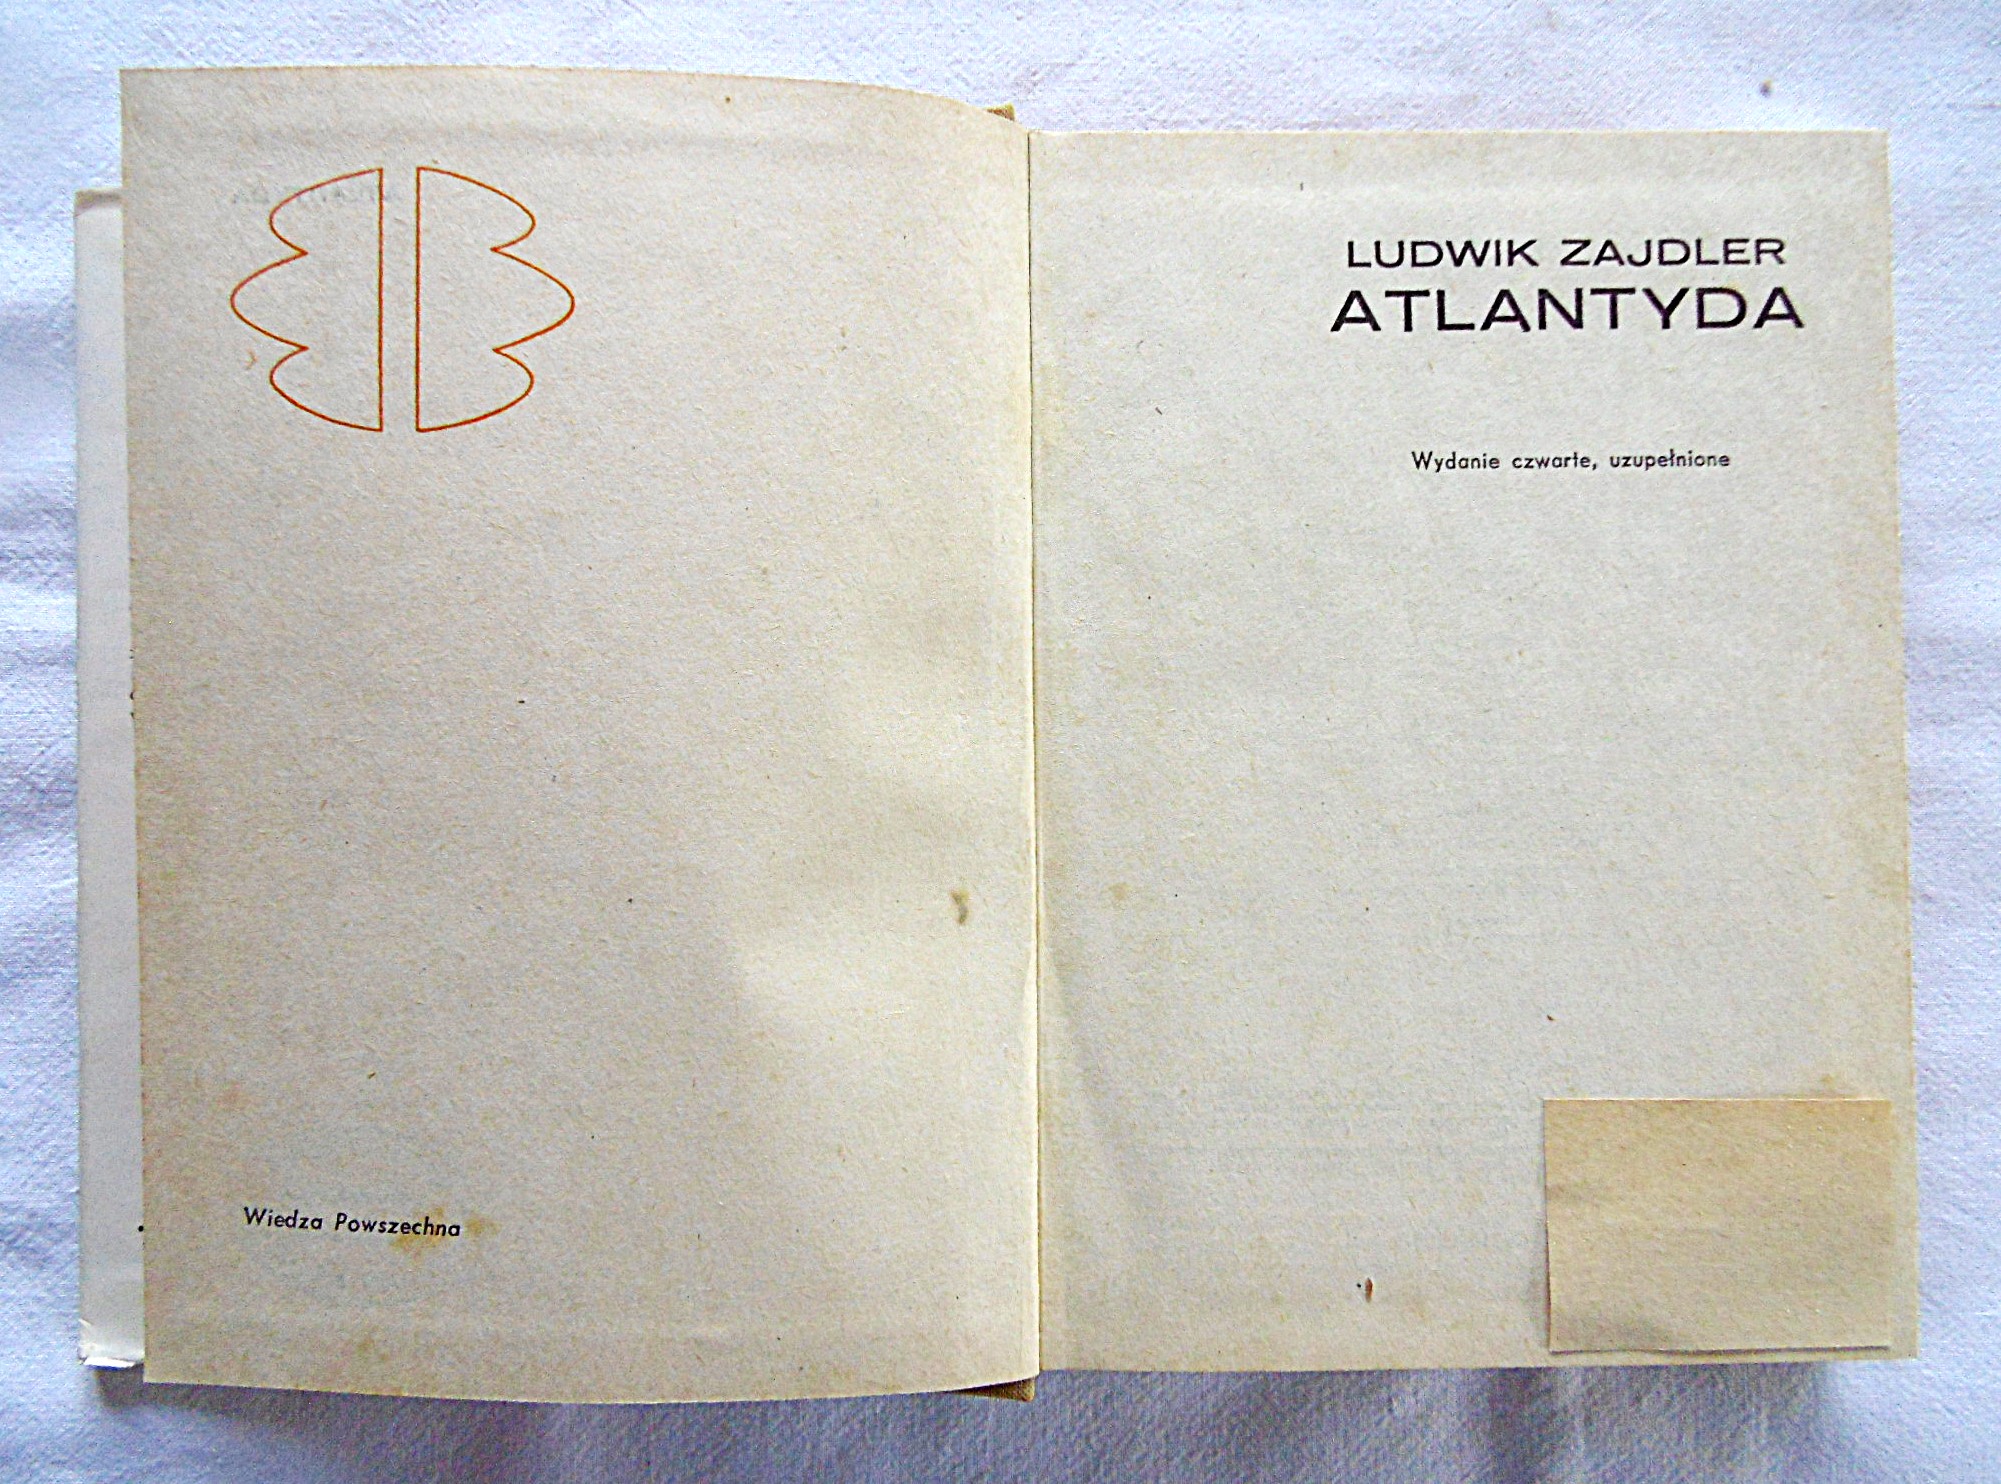 Wiedza Powszechna
LUDWIK ZAJDLER
ATLANTYDA
Wydanie czwarte, uzupełnione